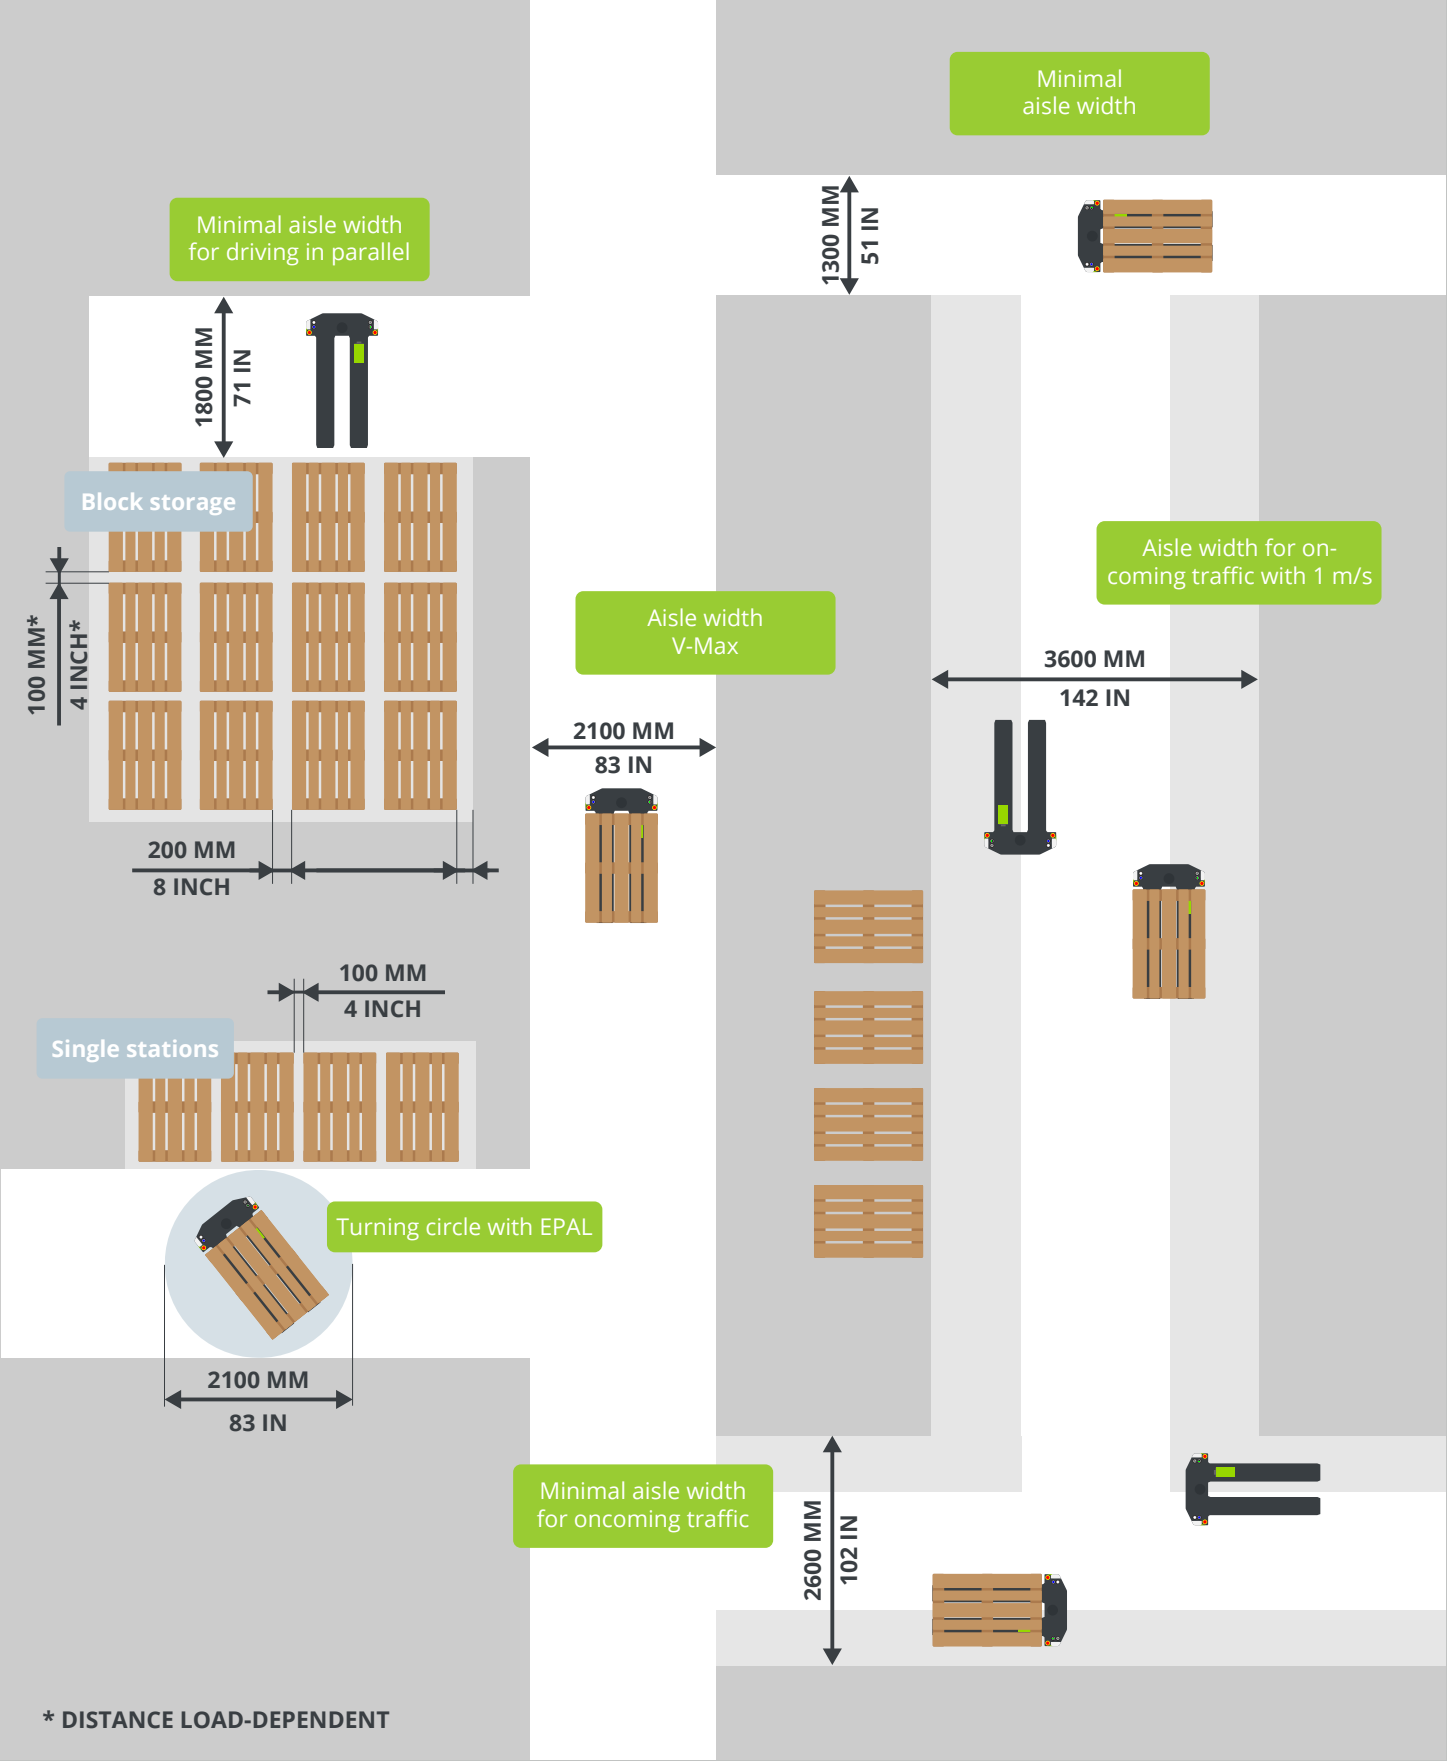 Minimal
aisle width
1300 MM
51 IN
Minimal aisle width
for driving in parallel
1800 MM
71 IN
Block storage
100 MM*
4 INCH*
200 MM
8 INCH
Aisle width
V-Max
2100 MM
83 IN
Aisle width for on-
coming traffic with 1 m/s
3600 MM
142 IN
100 MM
4 INCH
Single stations
Turning circle with EPAL
2100 MM
83 IN
Minimal aisle width
for oncoming traffic
2600 MM
102 IN
* DISTANCE LOAD-DEPENDENT